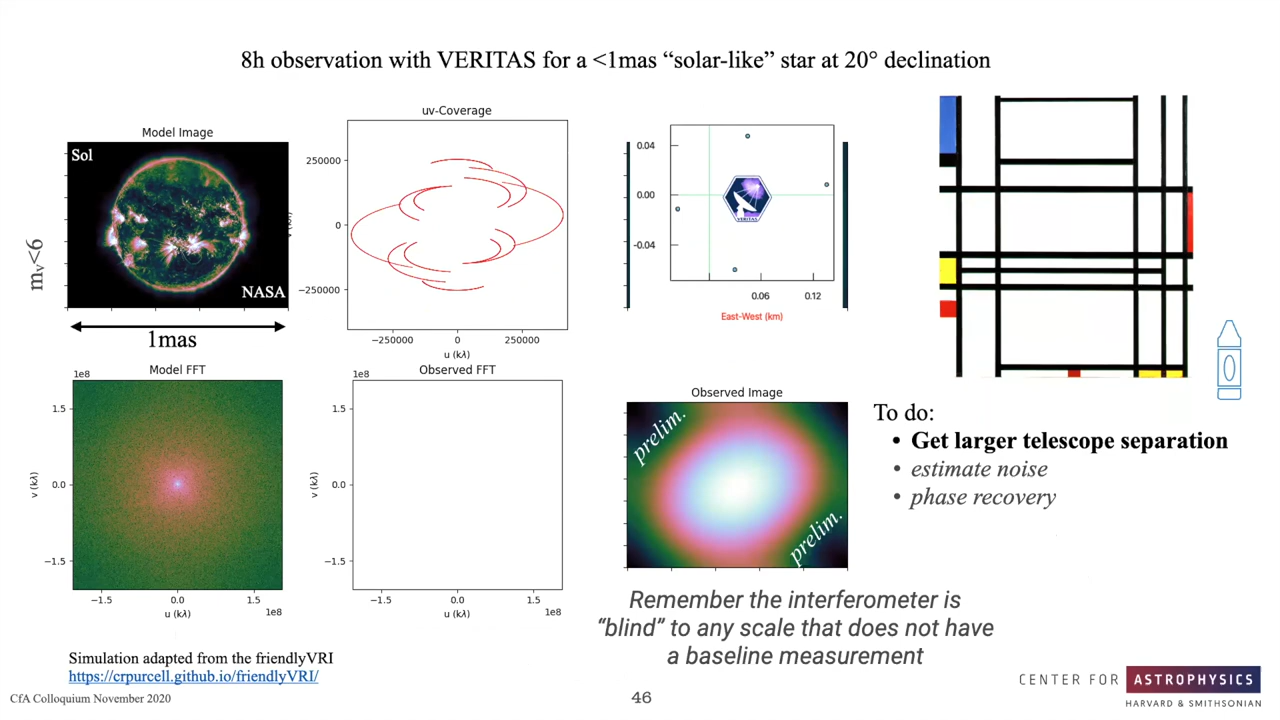 8h observation with VERITAS for a <1mas “solar-like” star at 20° declination
mv<6
Model Image
Sol
NASA
1mas
uv-Coverage
250000
0
−250000
−250000 0 250000
u (kλ)
0.04
0.00
-0.04
VERITAS
0.06 0.12
East-West (km)
Model FFT
1e8
1.5
0.0
−1.5
v (kλ)
−1.5 0.0 1.5
1e8
u (kλ)
Observed FFT
1e8
1.5
0.0
−1.5
v (kλ)
−1.5 0.0 1.5
1e8
u (kλ)
Observed Image
prelim.
prelim.
To do:
• Get larger telescope separation
• estimate noise
• phase recovery
Remember the interferometer is
“blind” to any scale that does not have
a baseline measurement
Simulation adapted from the friendlyVRI
https://crpurcell.github.io/friendlyVRI/
CfA Colloquium November 2020
46
CENTER FOR ASTROPHYSICS
HARVARD & SMITHSONIAN